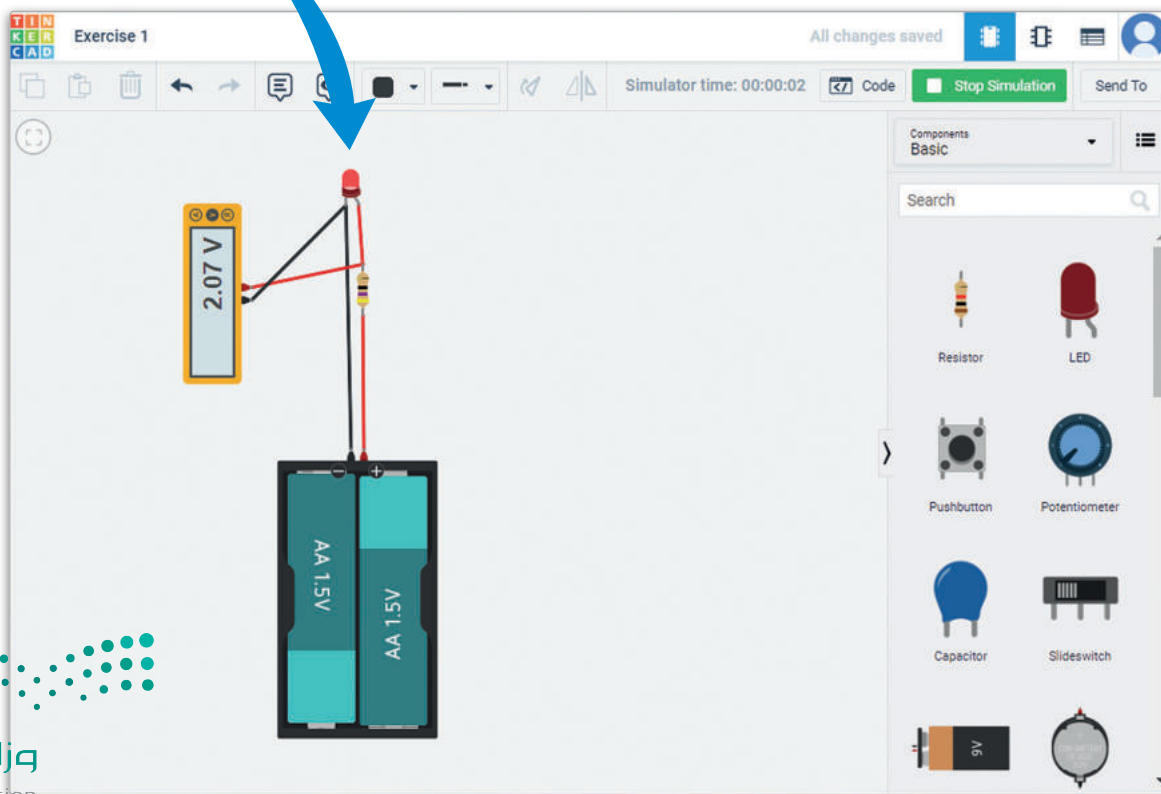 TIN
KER
CAD
Exercise 1
All changes saved
Simulator time: 00:00:02
Code
Stop Simulation
Send To
Components
Basic
Search
2.07 V
Resistor
LED
Pushbutton
Potentiometer
AA 1.5V
AA 1.5V
Capacitor
Slideswitch
9V